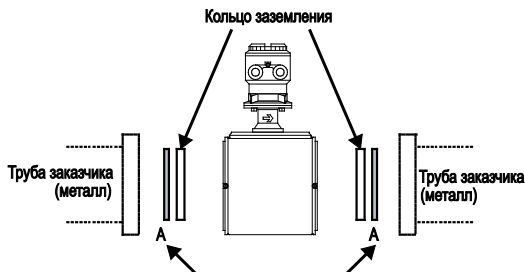 Кольцо заземления
Труба заказчика
(металл)
Труба заказчика
(металл)
А
А